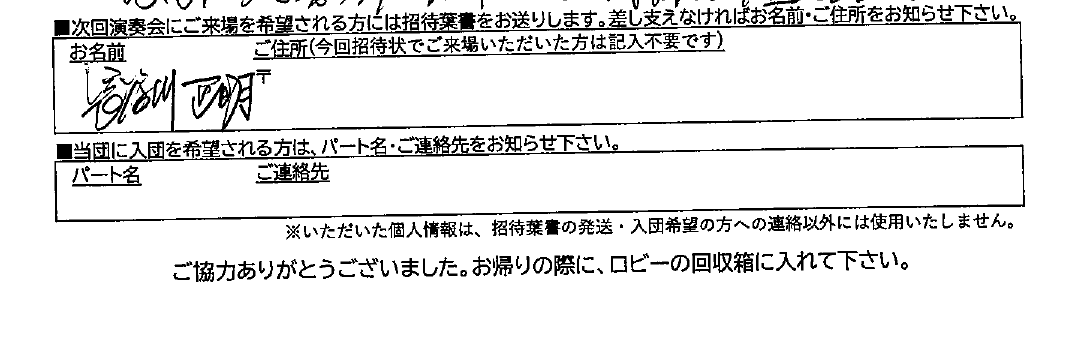 ■次回演奏会にご来場を希望される方には招待葉書をお送りします。差し支えなければお名前・ご住所をお知らせ下さい。
お名前 ご住所(今回招待状でご来場いただいた方は記入不要です)
長谷川 正明 〒
■当団に入団を希望される方は、パート名・ご連絡先をお知らせ下さい。
パート名 ご連絡先
※いただいた個人情報は、招待葉書の発送・入団希望の方への連絡以外には使用いたしません。
ご協力ありがとうございました。お帰りの際に、ロビーの回収箱に入れて下さい。